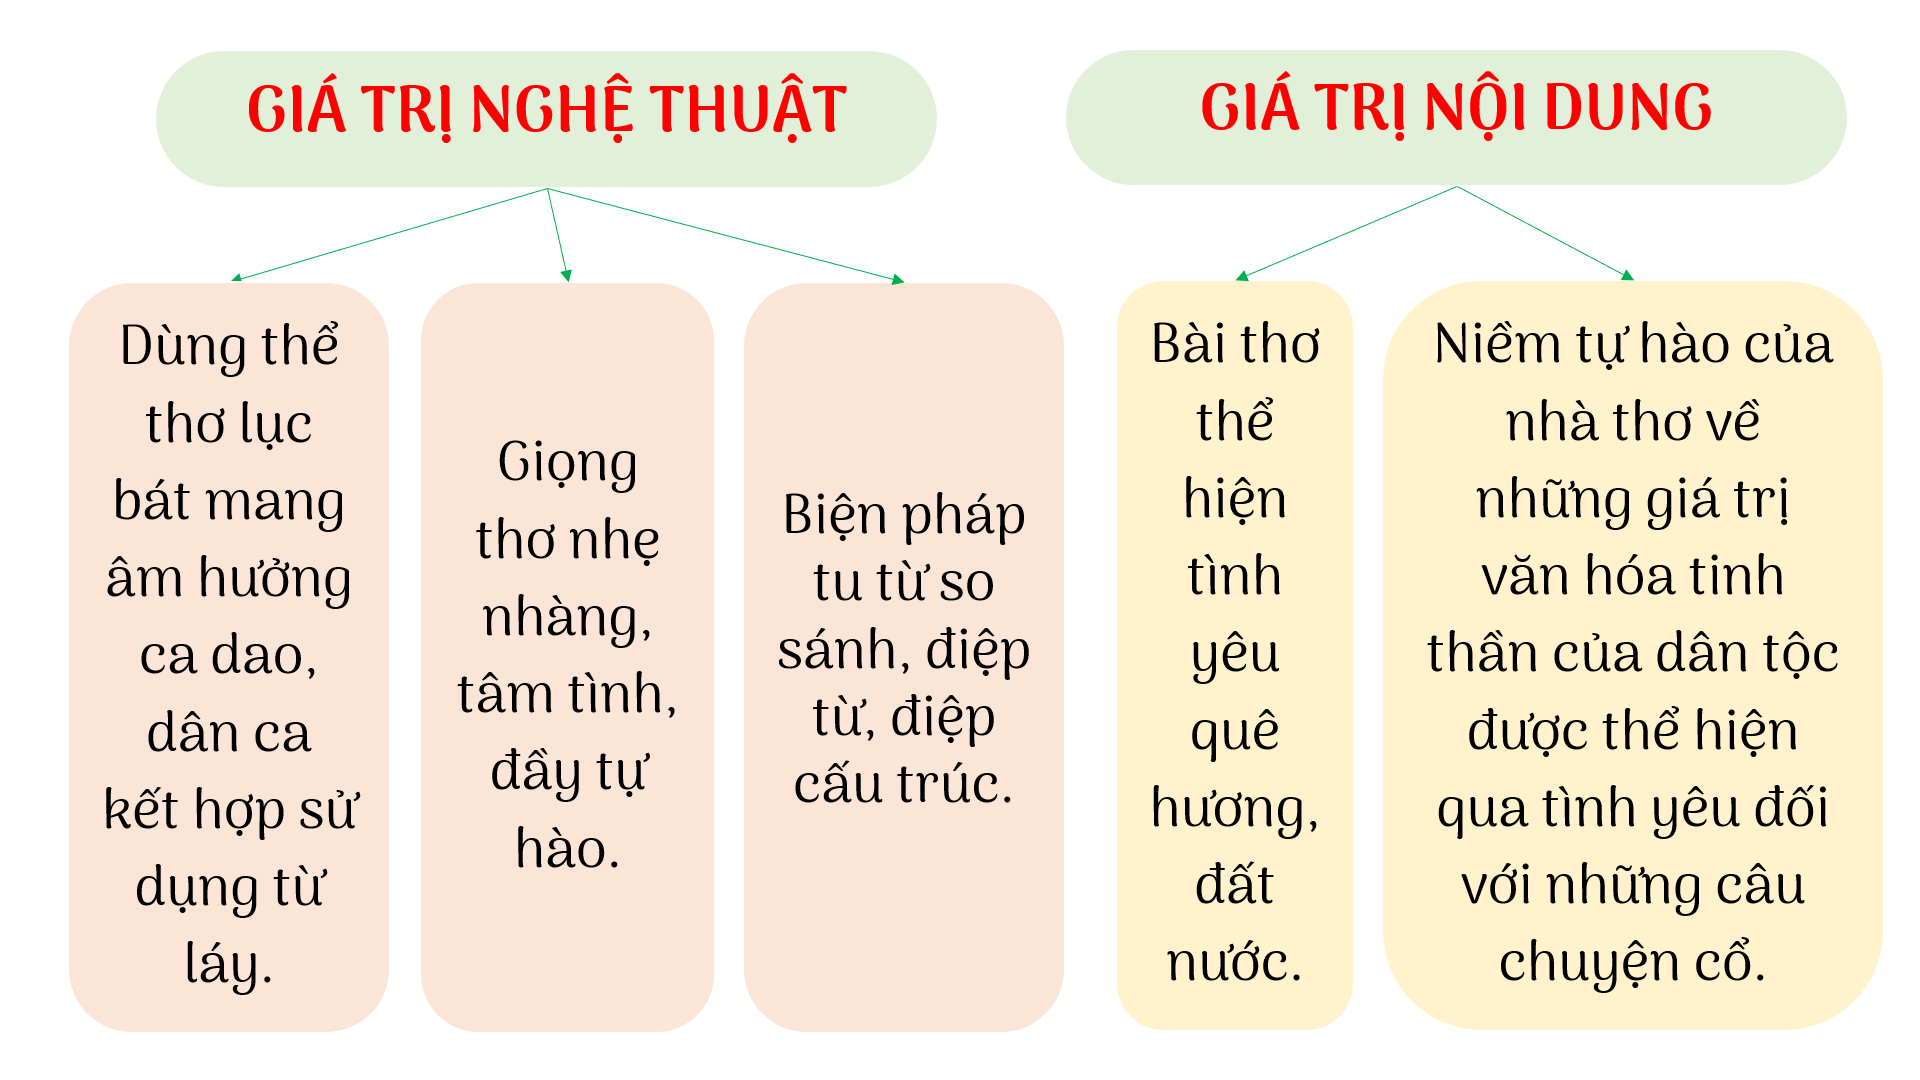 GIÁ TRỊ NGHỆ THUẬT
Dùng thể
thơ lục
bát mang
âm hưởng
ca dao,
dân ca
kết hợp sử
dụng từ
láy.
Giọng
thơ nhẹ
nhàng,
tâm tình,
đầy tự
hào.
Biện pháp
tu từ so
sánh, điệp
từ, điệp
cấu trúc.
GIÁ TRỊ NỘI DUNG
Bài thơ
thể
hiện
tình
yêu
quê
hương,
đất
nước.
Niềm tự hào của
nhà thơ về
những giá trị
văn hóa tinh
thần của dân tộc
được thể hiện
qua tình yêu đối
với những câu
chuyện cổ.